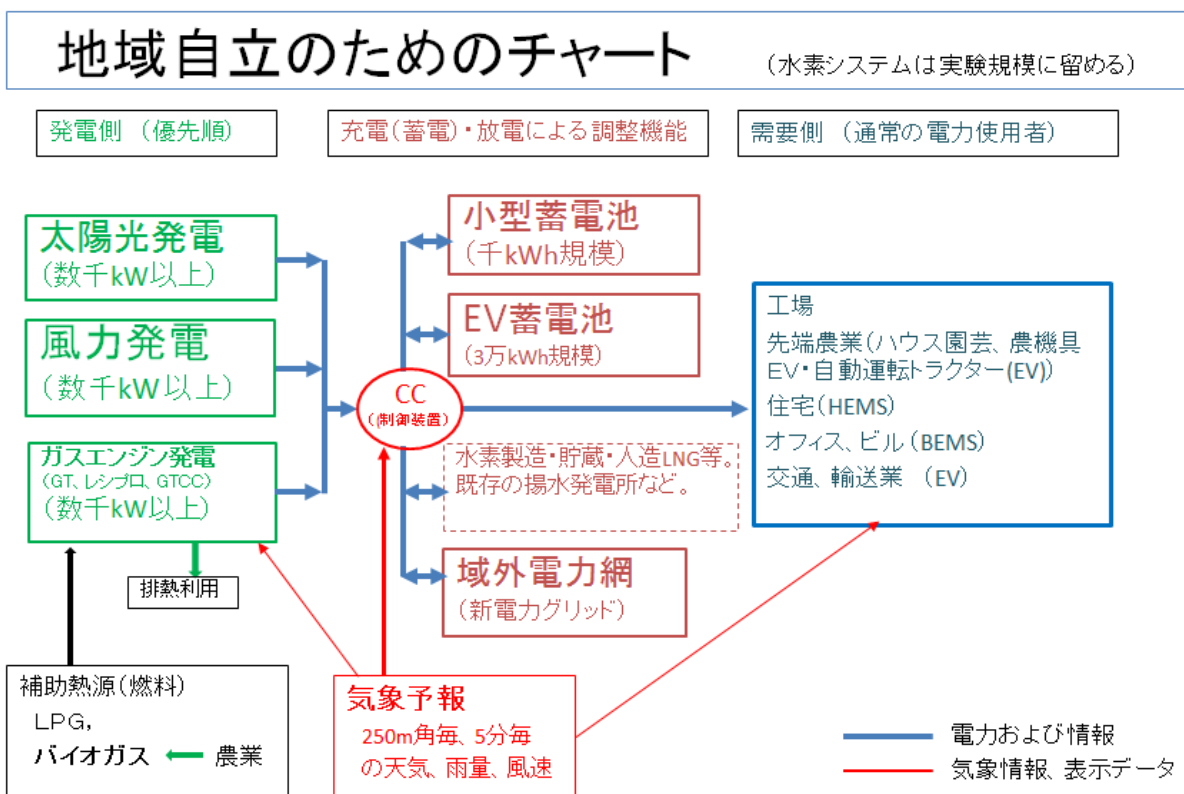 地域自立のためのチャート
(水素システムは実験規模に留める)
発電側 (優先順)
充電(蓄電)・放電による調整機能
需要側 (通常の電力使用者)
太陽光発電
(数千kW以上)
風力発電
(数千kW以上)
ガスエンジン発電
(GT、レシプロ、GTCC)
(数千kW以上)
排熱利用
補助熱源(燃料)
LPG,
バイオガス
農業
小型蓄電池
(千kWh規模)
EV蓄電池
(3万kWh規模)
CC
((制御装置)
水素製造・貯蔵・人造LNG等。
既存の揚水発電所など。
域外電力網
(新電力グリッド)
気象予報
250m角毎、5分毎
の天気、雨量、風速
工場
先端農業(ハウス園芸、農機具
EV・自動運転トラクター(EV))
住宅(HEMS)
オフィス、ビル(BEMS)
交通、輸送業 (EV)
電力および情報
気象情報、表示データ